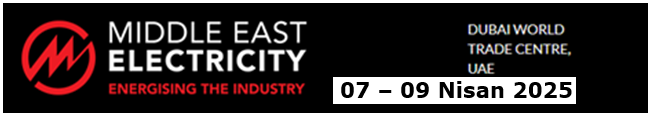 MIDDLE EAST
ELECTRICITY
ENERGISING THE INDUSTRY
DUBAI WORLD
TRADE CENTRE,
UAE
07 – 09 Nisan 2025